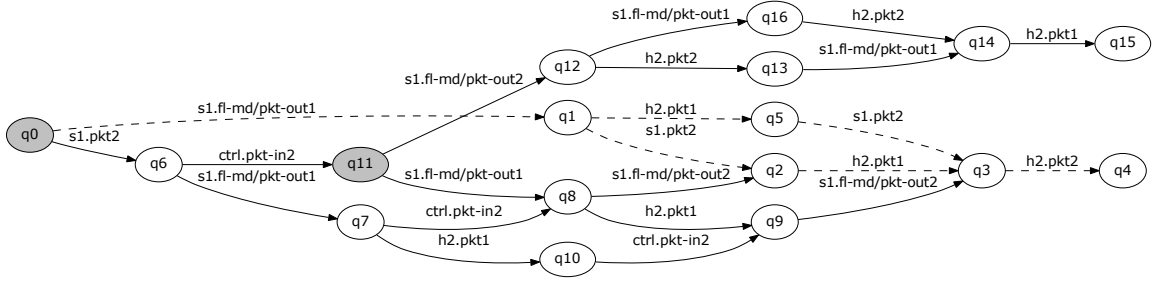 s1.fl-md/pkt-out1
q16
h2.pkt2
h2.pkt1
q14
q15
s1.fl-md/pkt-out1
q12
h2.pkt2
q13
s1.fl-md/pkt-out2
s1.fl-md/pkt-out1
q1
h2.pkt1
q5
s1.pkt2
q0
s1.pkt2
s1.pkt2
ctrl.pkt-in2
q6
q11
s1.fl-md/pkt-out1
s1.fl-md/pkt-out1
s1.fl-md/pkt-out2
q2
h2.pkt1
q3
h2.pkt2
q4
s1.fl-md/pkt-out2
q8
ctrl.pkt-in2
h2.pkt1
q7
q9
h2.pkt1
ctrl.pkt-in2
q10